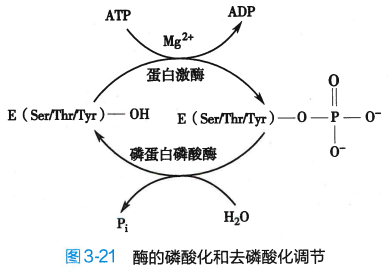 ATP ADP
Mg²⁺
蛋白激酶
E（Ser/Thr/Tyr）—OH E（Ser/Thr/Tyr）—O—P—O⁻
O
O⁻
磷蛋白磷酸酶
Pᵢ H₂O
图3-21 酶的磷酸化和去磷酸化调节